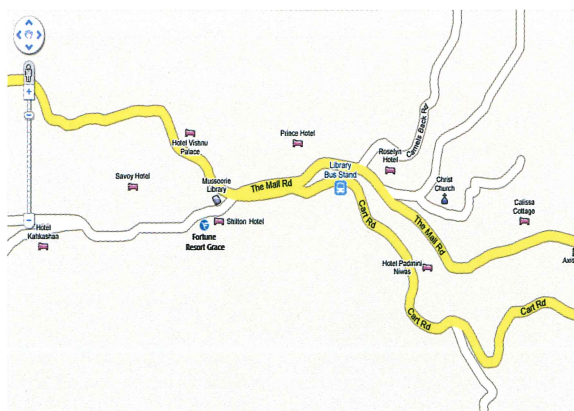 Prince Hotel
Hotel Vishnu
Palace
Camels Back Rd
Library
Bus Stand
Roselyn
Hotel
Savoy Hotel
Mussoorie
Library
The Mall Rd
Christ
Church
Calissa
Cottage
Stilton Hotel
Fortune
Resort Grace
Cart Rd
The Mall Rd
Hotel
Hotel Padmini
Niwas
Cart Rd
Cart Rd